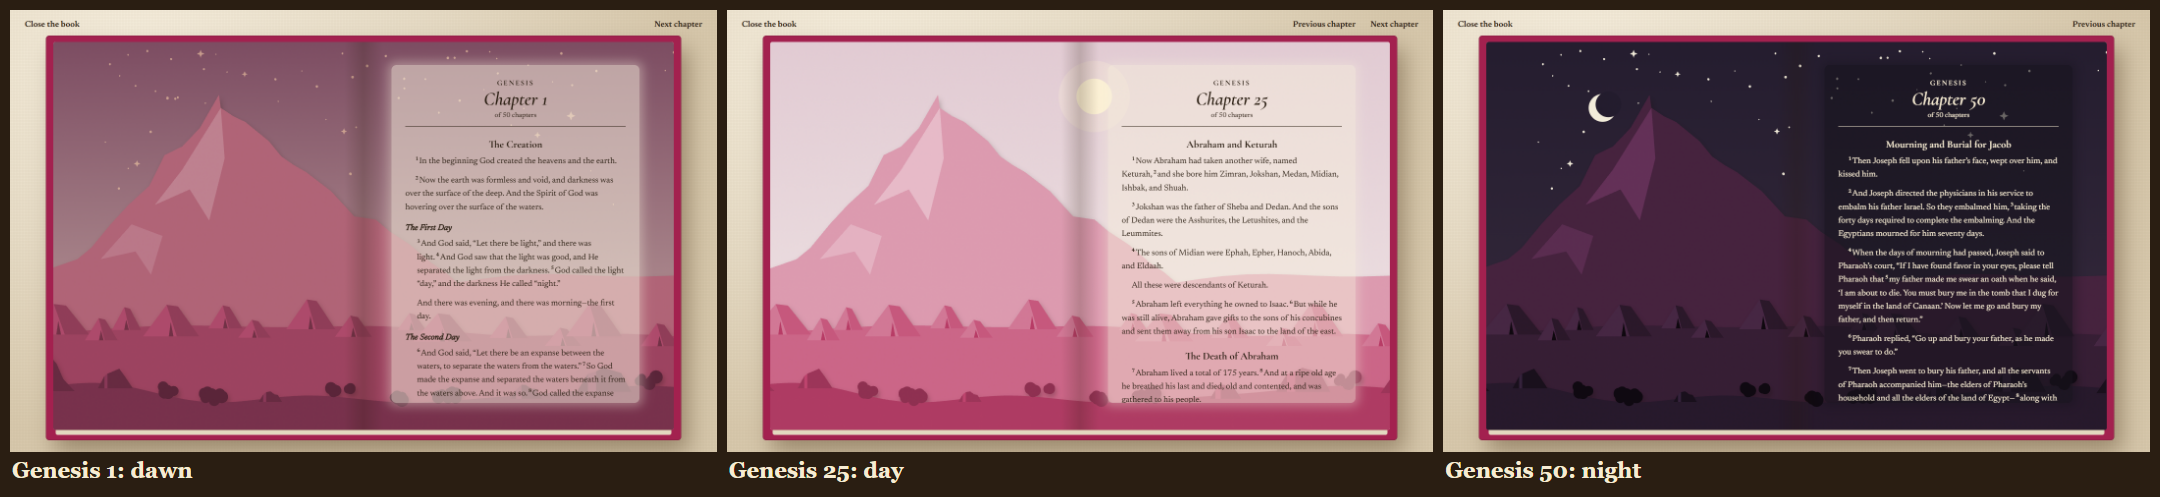 Close the book
Next chapter
GENESIS
Chapter 1
of 50 chapters
The Creation
1In the beginning God created the heavens and the earth.
2Now the earth was formless and void, and darkness was
over the surface of the deep. And the Spirit of God was
hovering over the surface of the waters.
The First Day
3And God said, “Let there be light,” and there was
light. 4And God saw that the light was good, and He
separated the light from the darkness. 5God called the light
“day,” and the darkness He called “night.”
And there was evening, and there was morning—the first
day.
The Second Day
6And God said, “Let there be an expanse between the
waters, to separate the waters from the waters.” 7So God
made the expanse and separated the waters beneath it from
the waters above. And it was so. 8God called the expanse
Genesis 1: dawn
Close the book
Previous chapter
Next chapter
GENESIS
Chapter 25
of 50 chapters
Abraham and Keturah
1Now Abraham had taken another wife, named
Keturah, 2and she bore him Zimran, Jokshan, Medan, Midian,
Ishbak, and Shuah.
3Jokshan was the father of Sheba and Dedan. And the sons
of Dedan were the Asshurites, the Letushites, and the
Leummites.
4The sons of Midian were Ephah, Epher, Hanoch, Abida,
and Eldaah.
All these were descendants of Keturah.
5Abraham left everything he owned to Isaac. 6But while he
was still alive, Abraham gave gifts to the sons of his concubines
and sent them away from his son Isaac to the land of the east.
The Death of Abraham
7Abraham lived a total of 175 years. 8And at a ripe old age
he breathed his last and died, old and contented, and was
gathered to his people.
Genesis 25: day
Close the book
Previous chapter
GENESIS
Chapter 50
of 50 chapters
Mourning and Burial for Jacob
1Then Joseph fell upon his father’s face, wept over him, and
kissed him.
2And Joseph directed the physicians in his service to
embalm his father Israel. So they embalmed him, 3taking the
forty days required to complete the embalming. And the
Egyptians mourned for him seventy days.
4When the days of mourning had passed, Joseph said to
Pharaoh’s court, “If I have found favor in your eyes, please tell
Pharaoh that 5my father made me swear an oath when he said,
‘I am about to die. You must bury me in the tomb that I dug for
myself in the land of Canaan.’ Now let me go and bury my
father, and then return.”
6Pharaoh replied, “Go up and bury your father, as he made
you swear to do.”
7Then Joseph went to bury his father, and all the servants
of Pharaoh accompanied him—the elders of Pharaoh’s
household and all the elders of the land of Egypt— 8along with
Genesis 50: night